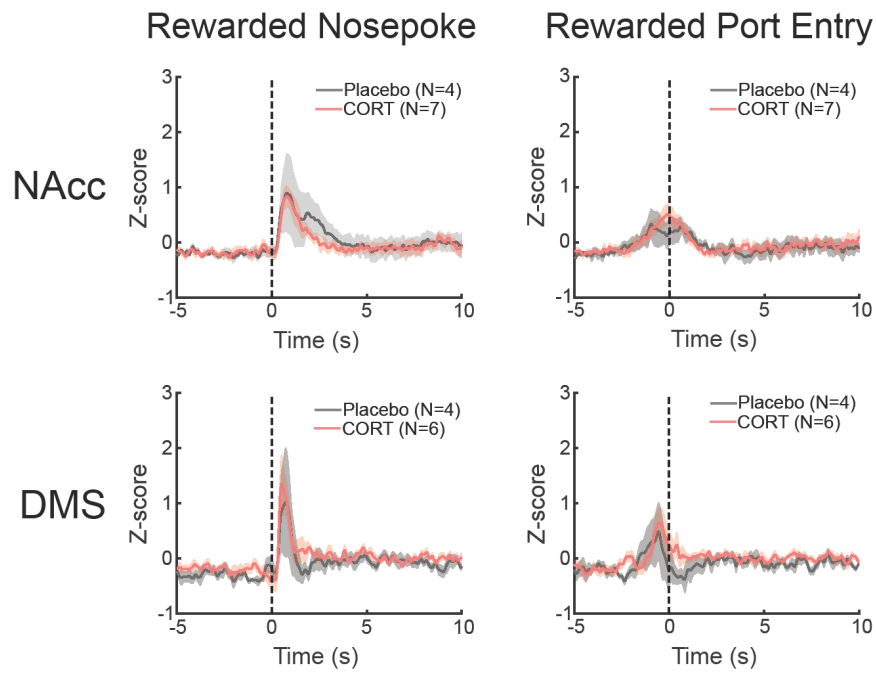 Rewarded Nosepoke
Rewarded Port Entry
NAcc
Z-score
3
2
1
0
-1
Placebo (N=4)
CORT (N=7)
-5
0
5
10
Time (s)
Z-score
3
2
1
0
-1
Placebo (N=4)
CORT (N=7)
-5
0
5
10
Time (s)
DMS
Z-score
3
2
1
0
-1
Placebo (N=4)
CORT (N=6)
-5
0
5
10
Time (s)
Z-score
3
2
1
0
-1
Placebo (N=4)
CORT (N=6)
-5
0
5
10
Time (s)